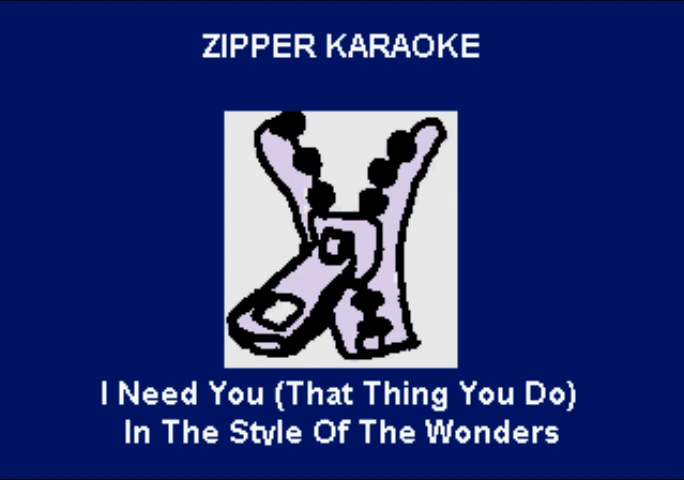 ZIPPER KARAOKE
I Need You (That Thing You Do)
In The Style Of The Wonders